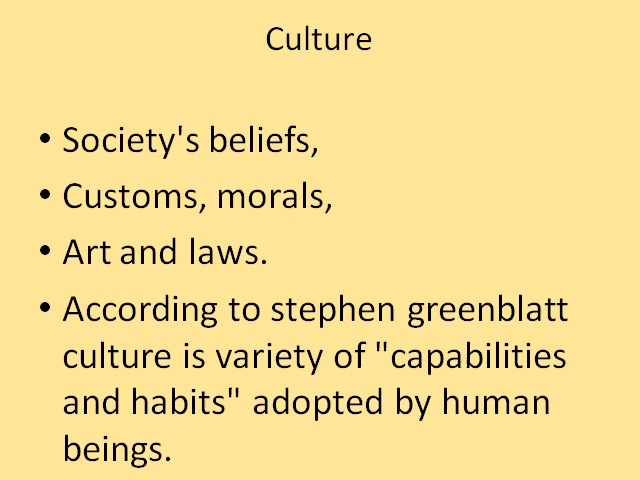 Culture
• Society's beliefs,
• Customs, morals,
• Art and laws.
• According to stephen greenblatt
culture is variety of "capabilities
and habits" adopted by human
beings.